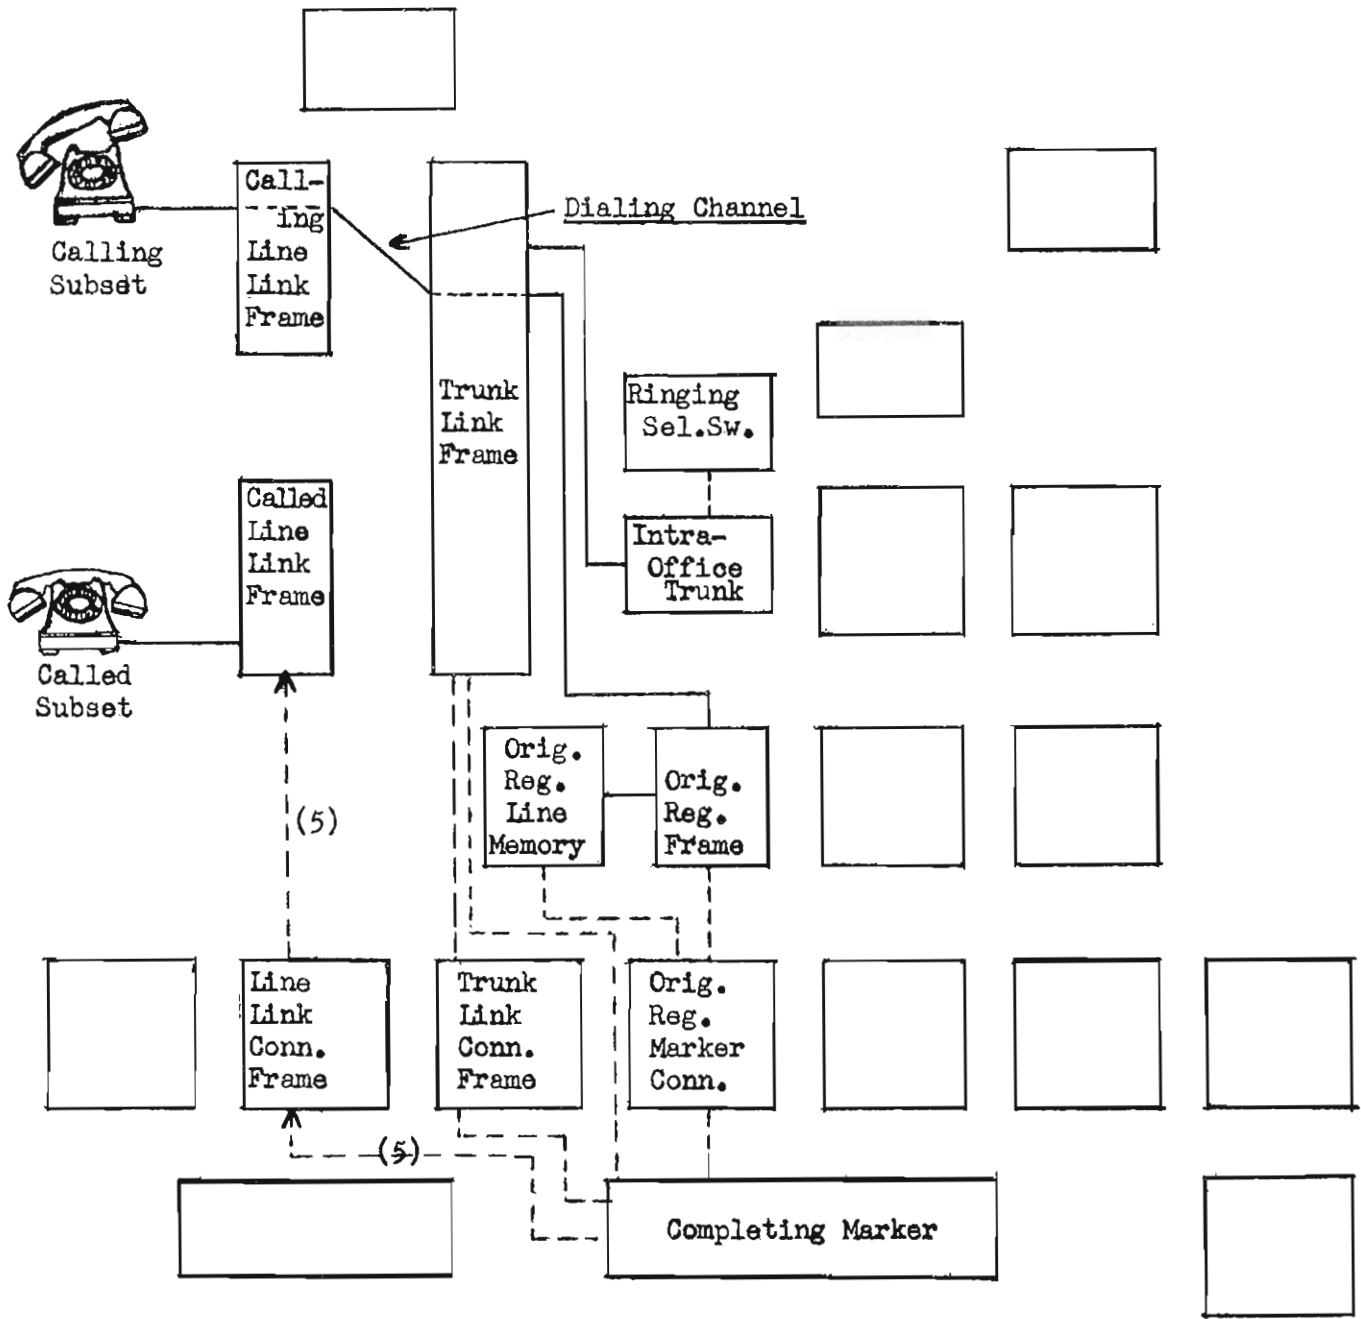 Calling
Subset
Call-
ing
Line
Link
Frame
Dialing Channel
Trunk
Link
Frame
Ringing
Sel.Sw.
Intra-
Office
Trunk
Called
Line
Link
Frame
Called
Subset
(5)
Orig.
Reg.
Line
Memory
Orig.
Reg.
Frame
Line
Link
Conn.
Frame
Trunk
Link
Conn.
Frame
Orig.
Reg.
Marker
Conn.
(5)
Completing Marker